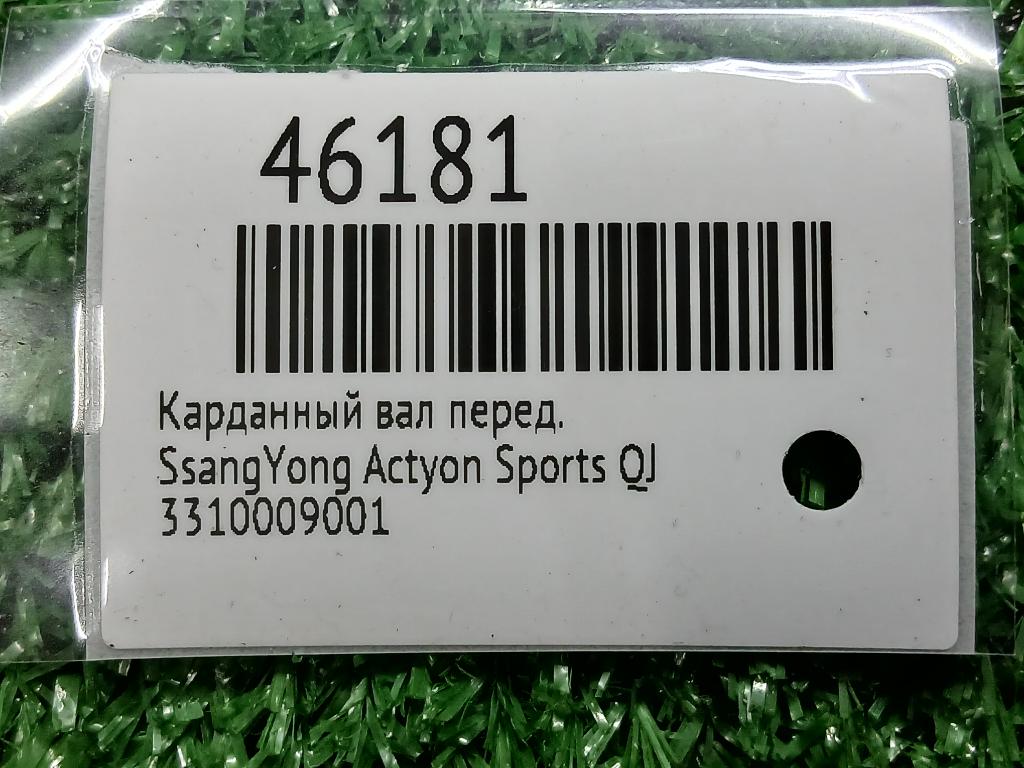 46181
Карданный вал перед.
SsangYong Actyon Sports QJ
3310009001